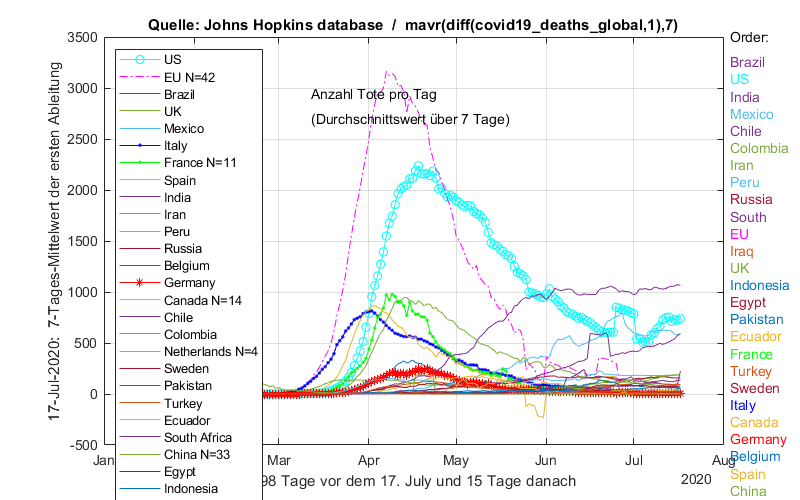 Quelle: Johns Hopkins database / mavr(diff(covid19_deaths_global,1),7)
17-Jul-2020: 7-Tages-Mittelwert der ersten Ableitung
3500
3000
2500
2000
1500
1000
500
0
-500
US
EU N=42
Brazil
UK
Mexico
Italy
France N=11
Spain
India
Iran
Peru
Russia
Belgium
Germany
Canada N=14
Chile
Colombia
Netherlands N=4
Sweden
Pakistan
Turkey
Ecuador
South Africa
China N=33
Egypt
Indonesia
Anzahl Tote pro Tag
(Durchschnittswert über 7 Tage)
Mar Apr May Jun Jul Aug
98 Tage vor dem 17. July und 15 Tage danach
2020
Order:
Brazil
US
India
Mexico
Chile
Colombia
Iran
Peru
Russia
South
EU
Iraq
UK
Indonesia
Egypt
Pakistan
Ecuador
France
Turkey
Sweden
Italy
Canada
Germany
Belgium
Spain
China